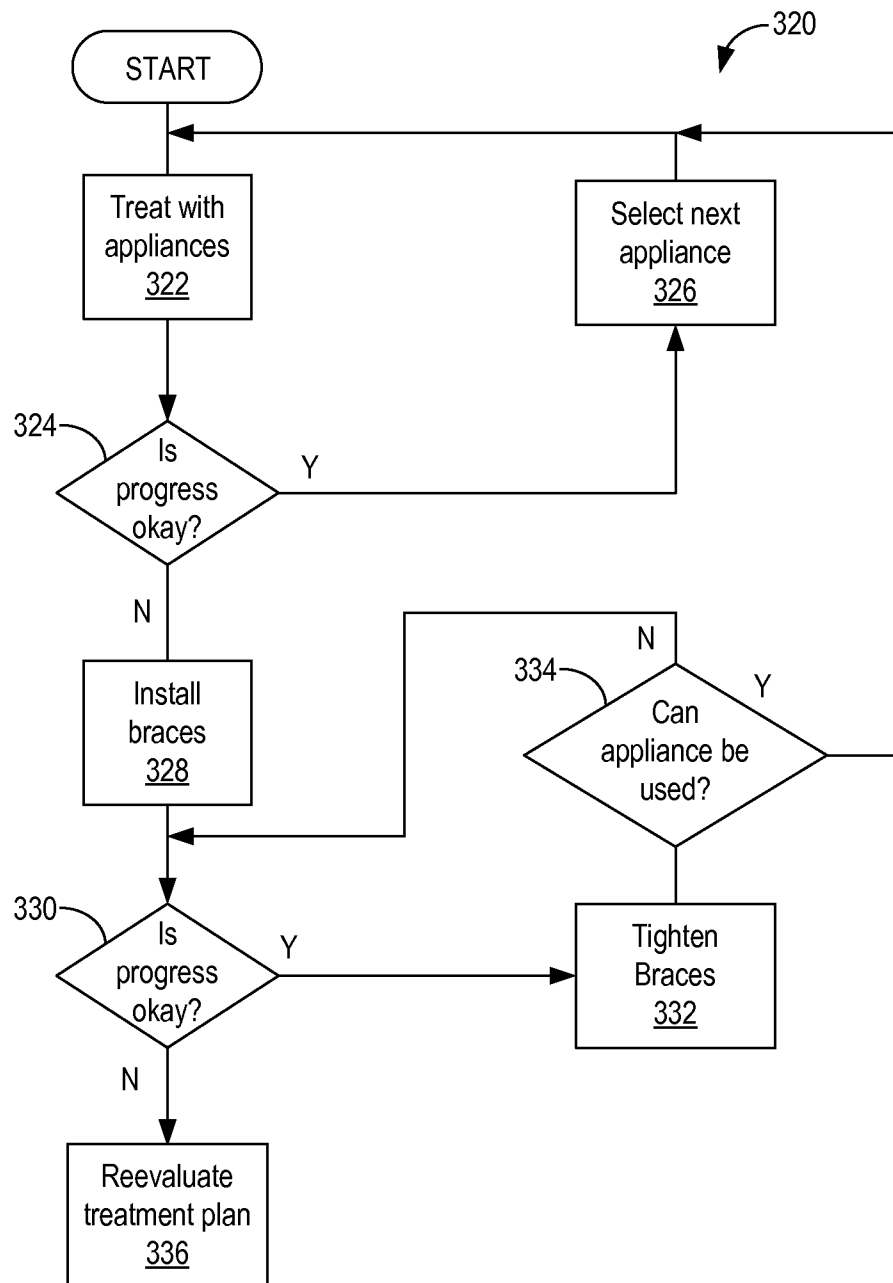 320
START
Treat with
appliances
322
Select next
appliance
326
324
Is
progress
okay?
Y
N
Install
braces
328
N
334
Y
Can
appliance be
used?
330
Is
progress
okay?
Y
Tighten
Braces
332
N
Reevaluate
treatment plan
336